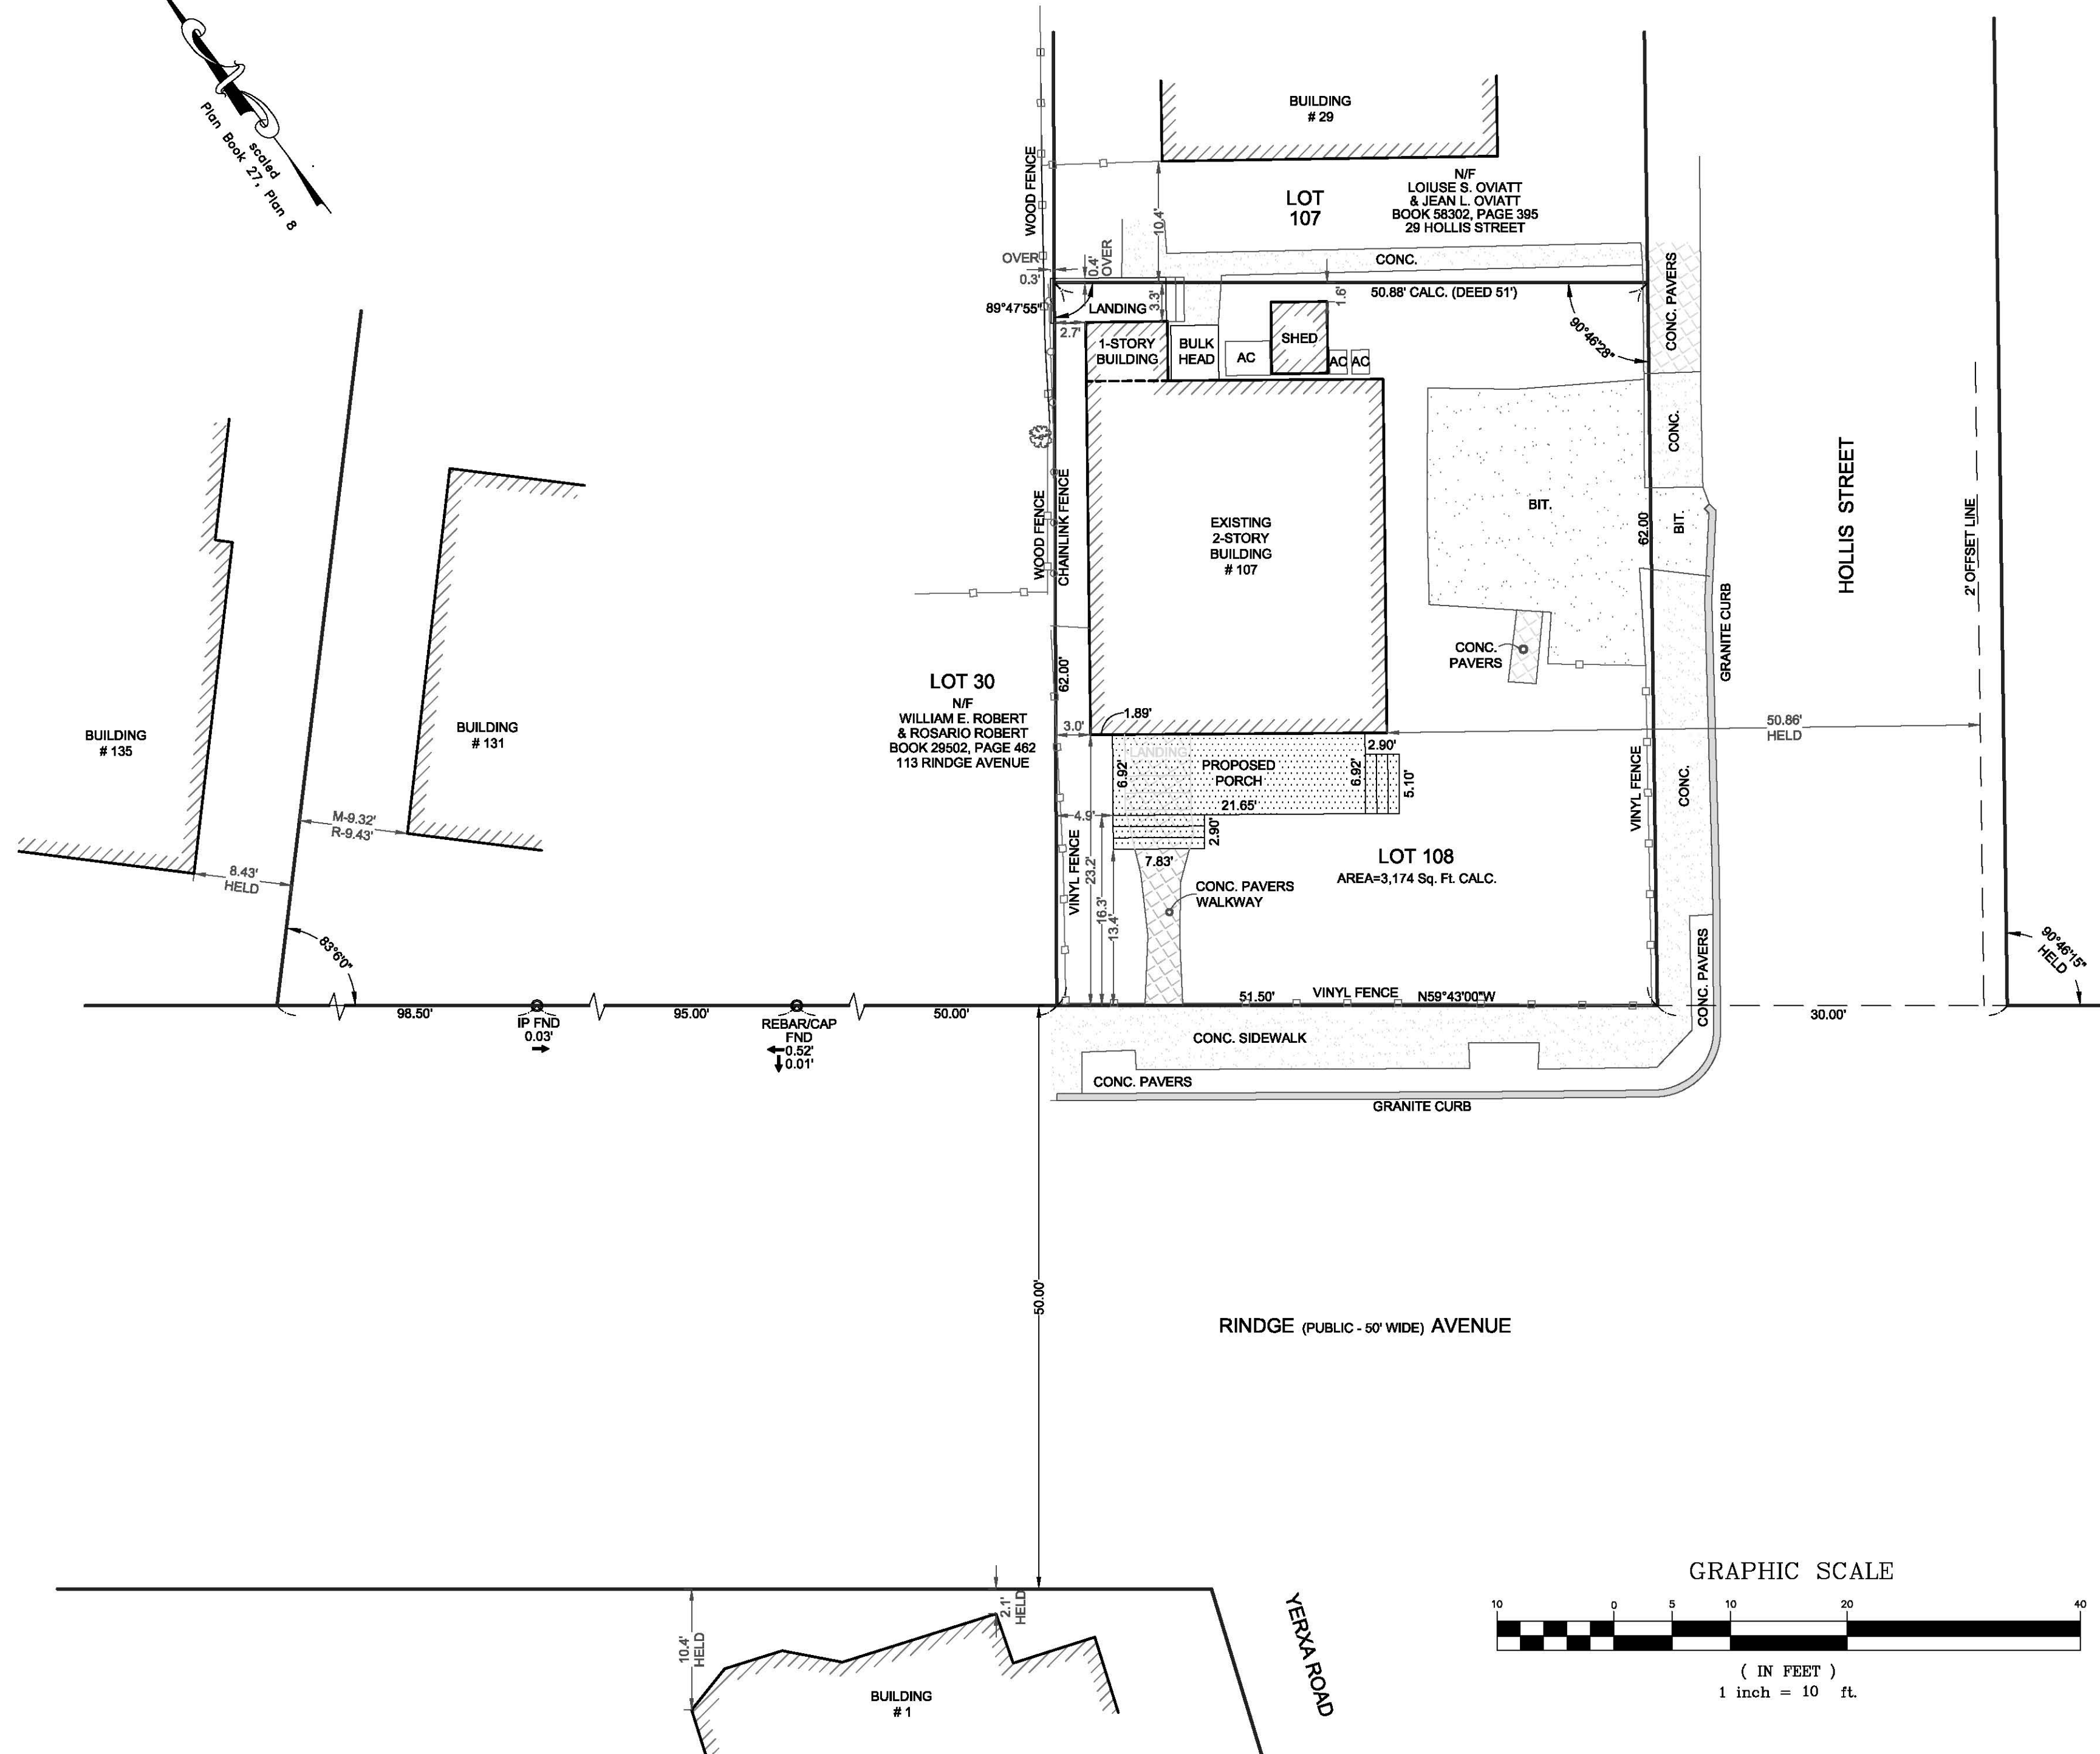 scaled
Plan Book 27, Plan 8
BUILDING
# 29
WOOD FENCE
LOT
107
N/F
LOIUSE S. OVIATT
& JEAN L. OVIATT
BOOK 58302, PAGE 395
29 HOLLIS STREET
10.4'
OVER
0.3'
0.4'
OVER
CONC.
CONC. PAVERS
89°47'55"
LANDING
3.3'
1.6'
50.88' CALC. (DEED 51')
90°46'28"
2.7'
1-STORY
BUILDING
BULK
HEAD
AC
SHED
AC
AC
CONC.
WOOD FENCE
CHAINLINK FENCE
EXISTING
2-STORY
BUILDING
# 107
BIT.
62.00
BIT.
HOLLIS STREET
2' OFFSET LINE
GRANITE CURB
CONC.
PAVERS
LOT 30
N/F
WILLIAM E. ROBERT
& ROSARIO ROBERT
BOOK 29502, PAGE 462
113 RINDGE AVENUE
62.00'
BUILDING
# 135
BUILDING
# 131
3.0'
1.89'
50.86'
HELD
LANDING
2.90'
6.92'
PROPOSED
PORCH
6.92'
5.10'
21.65'
VINYL FENCE
CONC.
M-9.32'
R-9.43'
4.9'
2.90'
VINYL FENCE
23.2'
7.83'
LOT 108
AREA=3,174 Sq. Ft. CALC.
CONC. PAVERS
WALKWAY
16.3'
13.4'
8.43'
HELD
83°6'0"
CONC. PAVERS
90°46'15"
HELD
98.50'
IP FND
0.03'
95.00'
REBAR/CAP
FND
0.52'
0.01'
50.00'
51.50'
VINYL FENCE
N59°43'00"W
30.00'
CONC. SIDEWALK
CONC. PAVERS
GRANITE CURB
50.00'
RINDGE (PUBLIC - 50' WIDE) AVENUE
2.1'
HELD
10.4'
HELD
BUILDING
# 1
YERXA ROAD
GRAPHIC SCALE
10 0 5 10 20 40
( IN FEET )
1 inch = 10 ft.